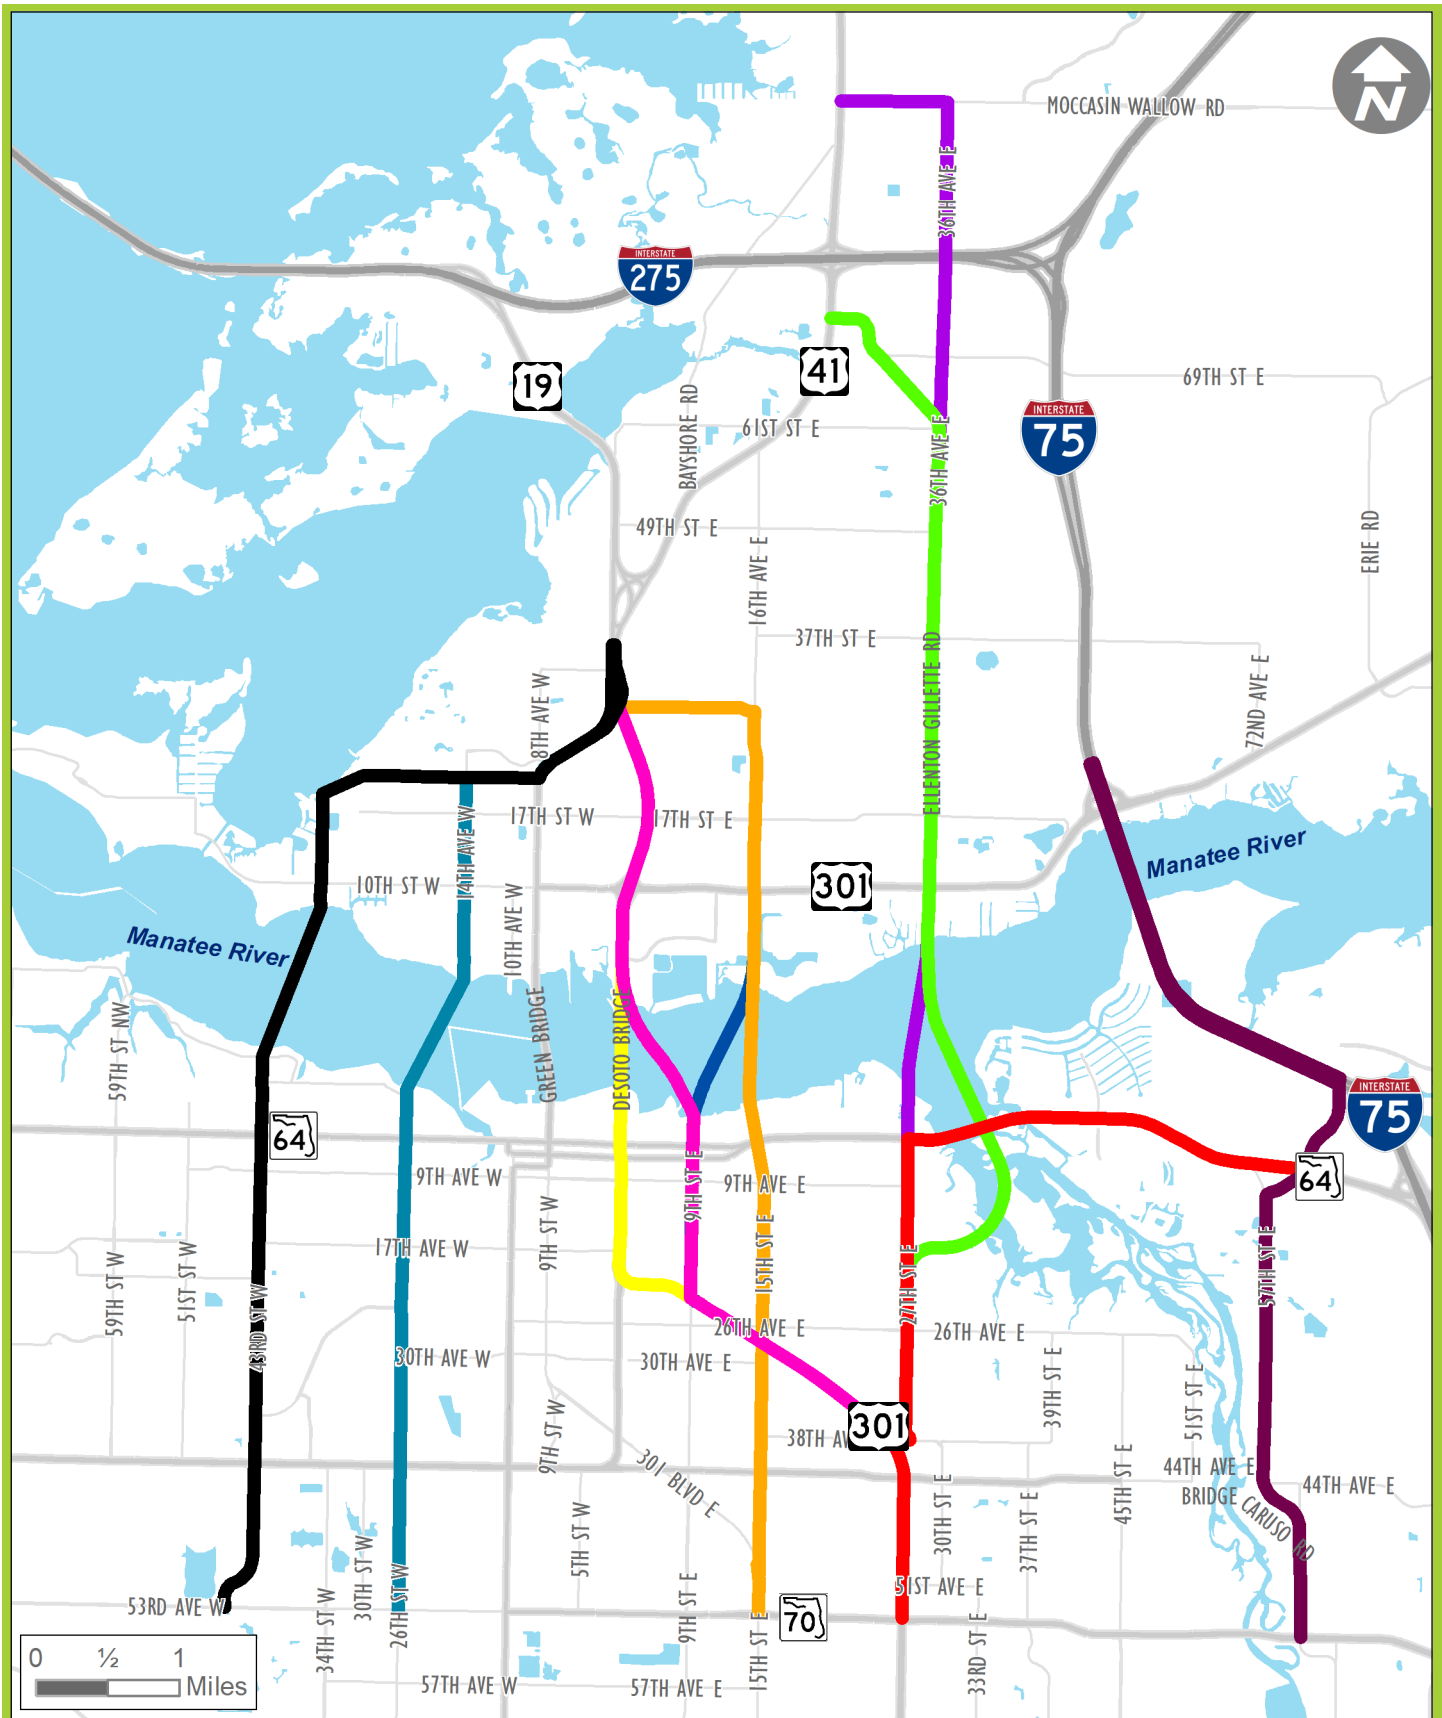 MOCCASIN WALLOW RD
N
36TH AVE E
INTERSTATE
275
19
41
69TH ST E
INTERSTATE
75
BAYSHORE RD
61ST ST E
36TH AVE E
49TH ST E
16TH AVE E
ERIE RD
37TH ST E
ELLENTON GILLETTE RD
72ND AVE E
8TH AVE W
17TH ST W
17TH ST E
14TH AVE W
10TH ST W
301
Manatee River
10TH AVE W
Manatee River
59TH ST NW
GREEN BRIDGE
DESOTO BRIDGE
INTERSTATE
75
64
9TH AVE W
9TH ST E
9TH AVE E
64
17TH AVE W
9TH ST W
15TH ST E
59TH ST W
51ST ST W
43RD ST W
27TH ST E
57TH ST E
26TH AVE E
26TH AVE E
30TH AVE W
30TH AVE E
39TH ST E
51ST ST E
9TH ST W
38TH AV
301
301 BLVD E
45TH ST E
44TH AVE E
BRIDGE
44TH AVE E
CARUSO RD
5TH ST W
30TH ST E
37TH ST E
30TH ST W
26TH ST W
34TH ST W
53RD AVE W
9TH ST E
15TH ST E
70
51ST AVE E
33RD ST E
57TH AVE W
57TH AVE E
0 ½ 1
Miles